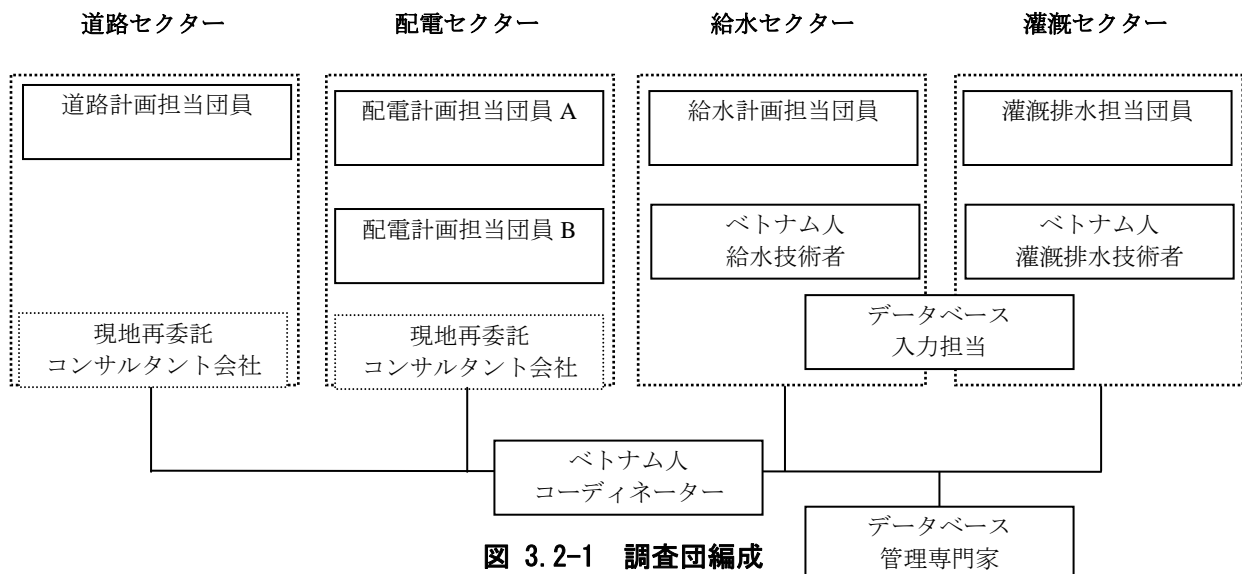 道路セクター
配電セクター
給水セクター
灌漑セクター
道路計画担当団員
配電計画担当団員 A
給水計画担当団員
灌漑排水担当団員
配電計画担当団員 B
ベトナム人
給水技術者
ベトナム人
灌漑排水技術者
現地再委託
コンサルタント会社
現地再委託
コンサルタント会社
データベース
入力担当
ベトナム人
コーディネーター
データベース
管理専門家
図 3.2-1 調査団編成